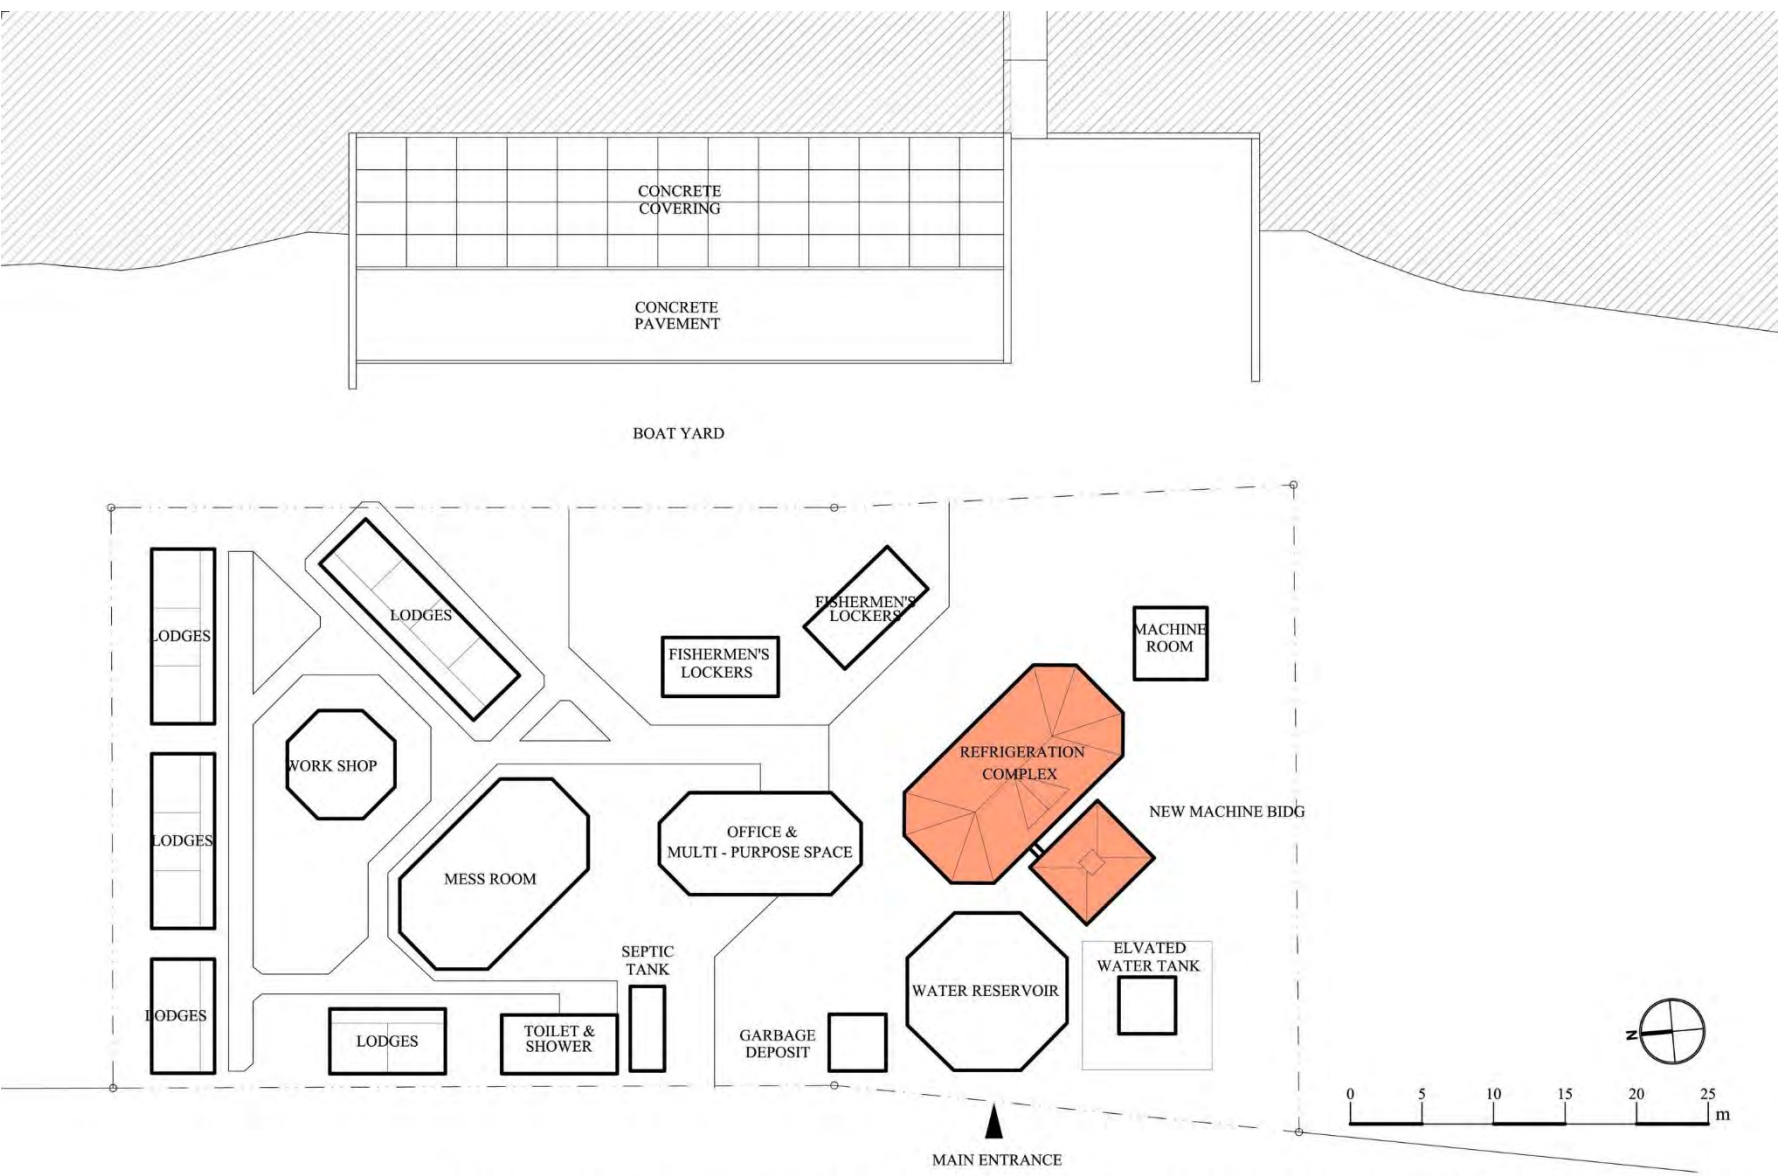 CONCRETE
COVERING
CONCRETE
PAVEMENT
BOAT YARD
LODGES
LODGES
FISHERMEN'S
LOCKERS
FISHERMEN'S
LOCKERS
MACHINE
ROOM
WORK SHOP
REFRIGERATION
COMPLEX
NEW MACHINE BIDG
LODGES
OFFICE &
MULTI - PURPOSE SPACE
MESS ROOM
SEPTIC
TANK
ELVATED
WATER TANK
WATER RESERVOIR
LODGES
LODGES
TOILET &
SHOWER
GARBAGE
DEPOSIT
N
0 5 10 15 20 25
m
MAIN ENTRANCE